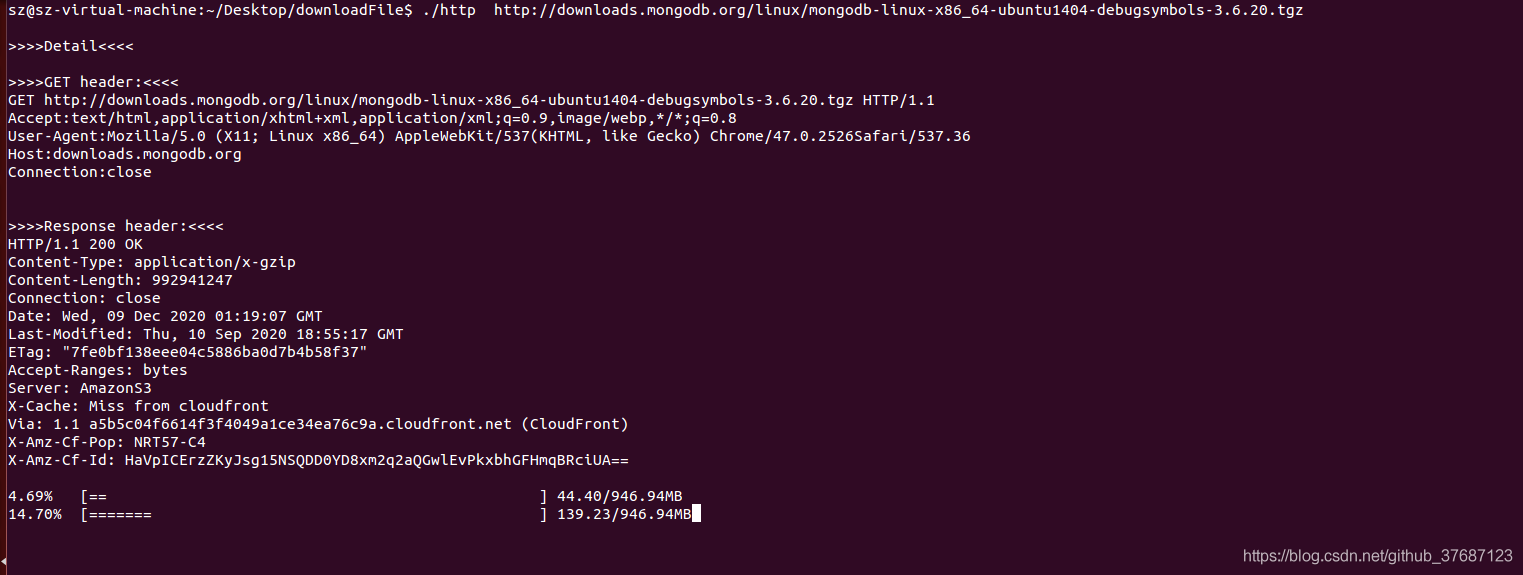 sz@sz-virtual-machine:~/Desktop/downloadFile$ ./http  http://downloads.mongodb.org/linux/mongodb-linux-x86_64-ubuntu1404-debugsymbols-3.6.20.tgz
>>>>Detail<<<<
>>>>GET header:<<<<
GET http://downloads.mongodb.org/linux/mongodb-linux-x86_64-ubuntu1404-debugsymbols-3.6.20.tgz HTTP/1.1
Accept:text/html,application/xhtml+xml,application/xml;q=0.9,image/webp,*/*;q=0.8
User-Agent:Mozilla/5.0 (X11; Linux x86_64) AppleWebKit/537(KHTML, like Gecko) Chrome/47.0.2526Safari/537.36
Host:downloads.mongodb.org
Connection:close
>>>>Response header:<<<<
HTTP/1.1 200 OK
Content-Type: application/x-gzip
Content-Length: 992941247
Connection: close
Date: Wed, 09 Dec 2020 01:19:07 GMT
Last-Modified: Thu, 10 Sep 2020 18:55:17 GMT
ETag: "7fe0bf138eee04c5886ba0d7b4b58f37"
Accept-Ranges: bytes
Server: AmazonS3
X-Cache: Miss from cloudfront
Via: 1.1 a5b5c04f6614f3f4049a1ce34ea76c9a.cloudfront.net (CloudFront)
X-Amz-Cf-Pop: NRT57-C4
X-Amz-Cf-Id: HaVpICErzZKyJsg15NSQDD0YD8xm2q2aQGwlEvPkxbhGFHmqBRciUA==
4.69%   [==                                                ] 44.40/946.94MB
14.70%  [=======                                           ] 139.23/946.94MB
https://blog.csdn.net/github_37687123